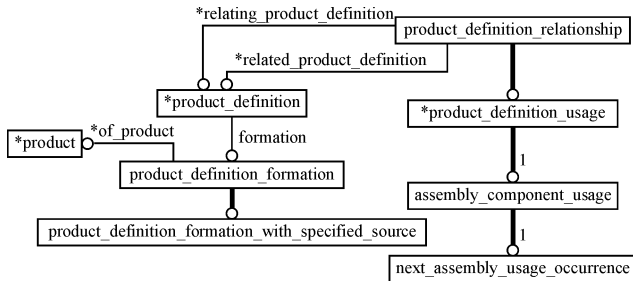 *relating_product_definition
product_definition_relationship
*related_product_definition
*product_definition
*product_definition_usage
*of_product
formation
*product
1
product_definition_formation
assembly_component_usage
product_definition_formation_with_specified_source
1
next_assembly_usage_occurrence